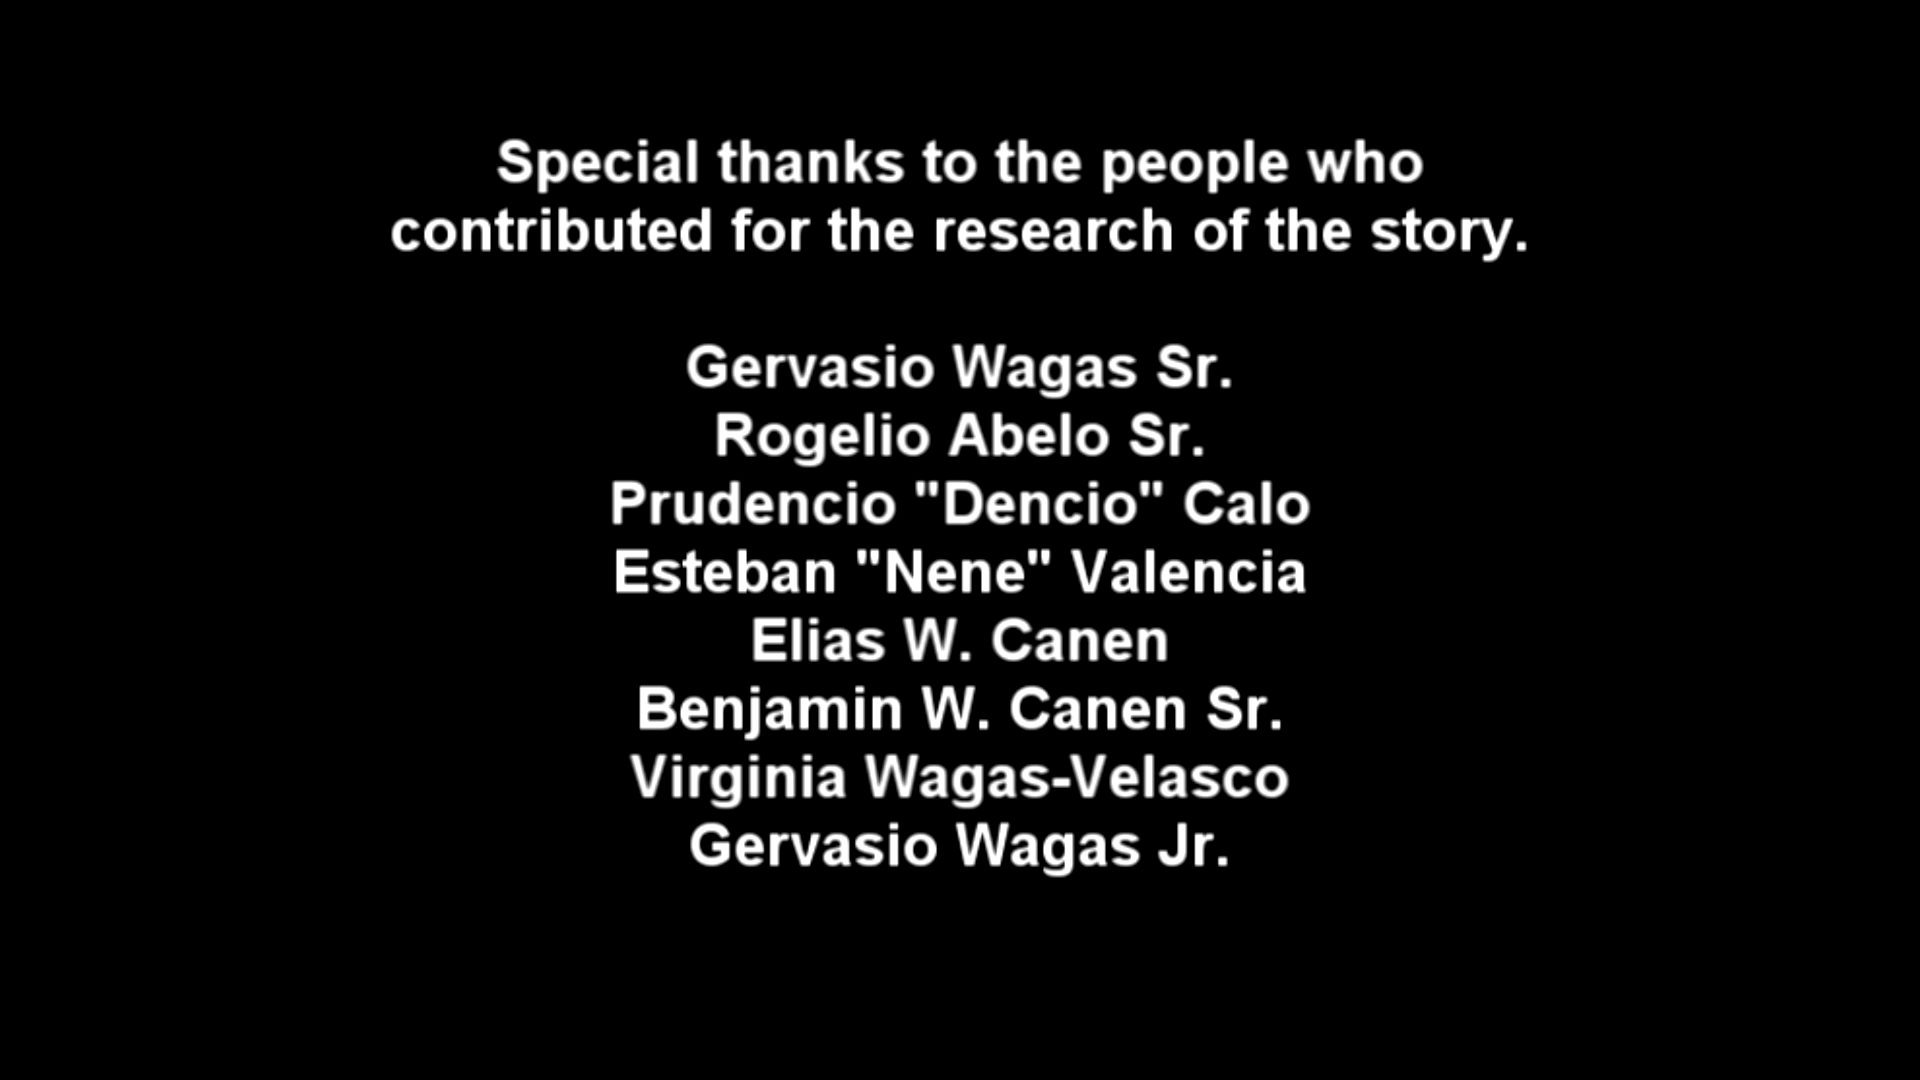 Special thanks to the people who
contributed for the research of the story.
Gervasio Wagas Sr.
Rogelio Abelo Sr.
Prudencio "Dencio" Calo
Esteban "Nene" Valencia
Elias W. Canen
Benjamin W. Canen Sr.
Virginia Wagas-Velasco
Gervasio Wagas Jr.